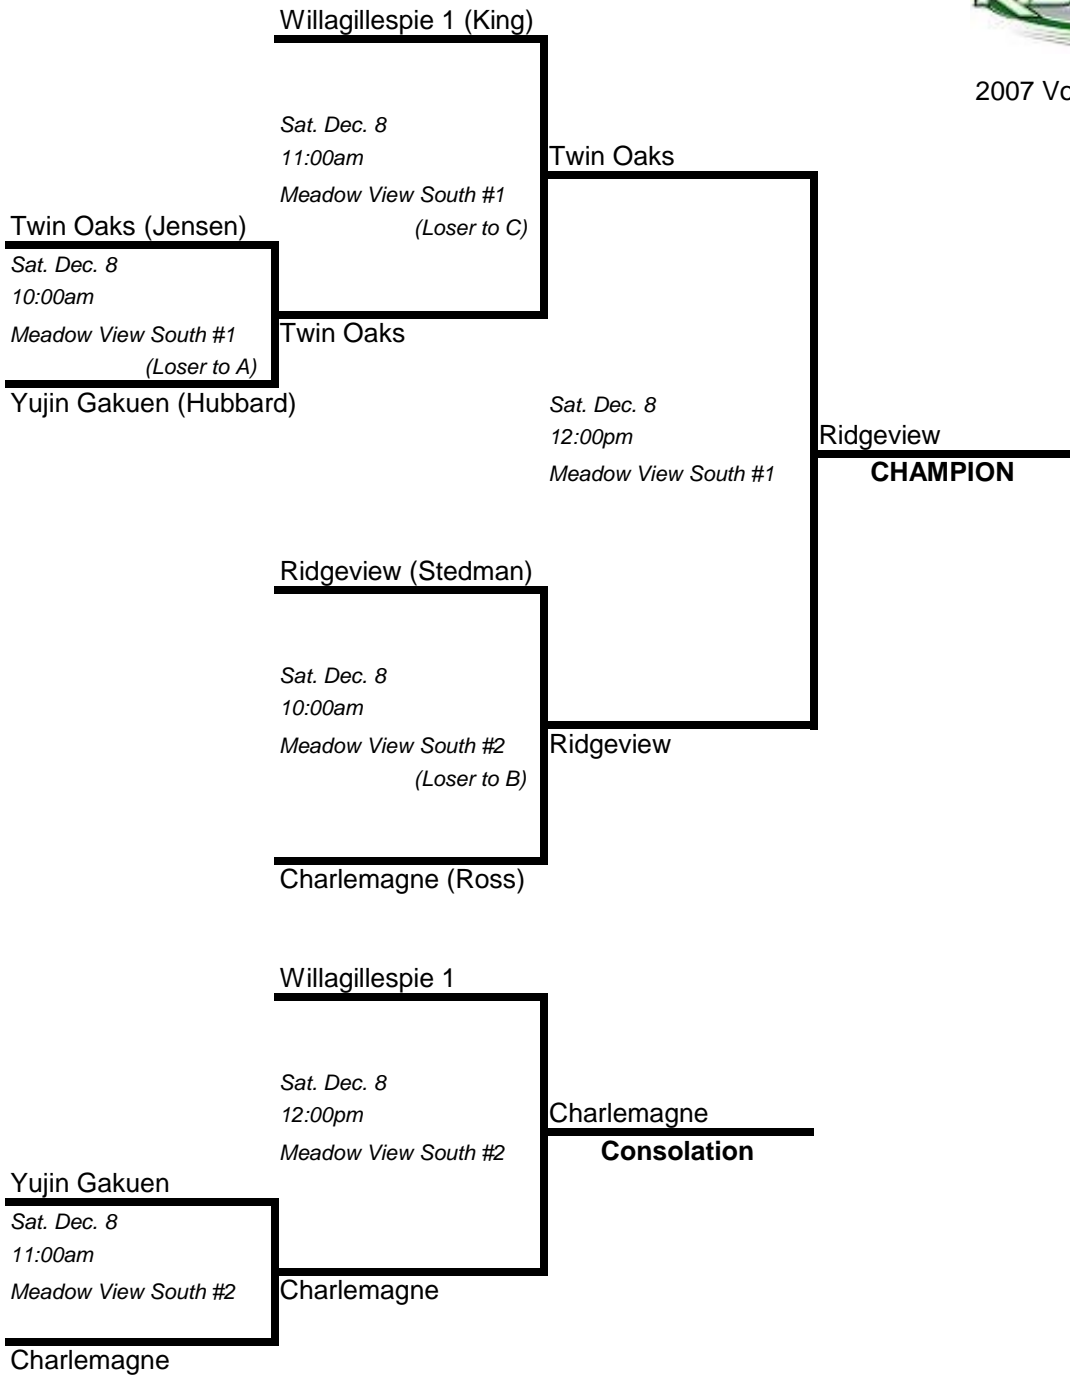 Willagillespie 1 (King)
2007 Vo
Sat. Dec. 8
11:00am
Meadow View South #1
(Loser to C)
Twin Oaks
Twin Oaks (Jensen)
Sat. Dec. 8
10:00am
Meadow View South #1
(Loser to A)
Twin Oaks
Yujin Gakuen (Hubbard)
Sat. Dec. 8
12:00pm
Meadow View South #1
Ridgeview
CHAMPION
Ridgeview (Stedman)
Sat. Dec. 8
10:00am
Meadow View South #2
(Loser to B)
Ridgeview
Charlemagne (Ross)
Willagillespie 1
Sat. Dec. 8
12:00pm
Meadow View South #2
Charlemagne
Consolation
Yujin Gakuen
Sat. Dec. 8
11:00am
Meadow View South #2
Charlemagne
Charlemagne